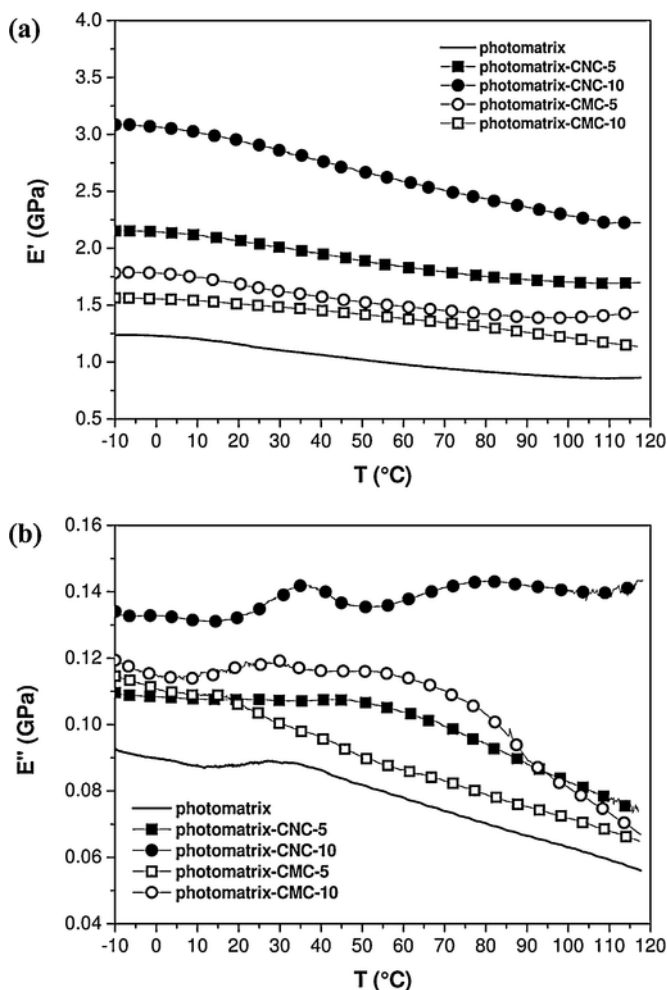 (a)
4.0
3.5
3.0
2.5
2.0
1.5
1.0
0.5
E' (GPa)
photomatrix
photomatrix-CNC-5
photomatrix-CNC-10
photomatrix-CMC-5
photomatrix-CMC-10
-10 0 10 20 30 40 50 60 70 80 90 100 110 120
T (°C)
(b)
0.16
0.14
0.12
0.10
0.08
0.06
0.04
E'' (GPa)
photomatrix
photomatrix-CNC-5
photomatrix-CNC-10
photomatrix-CMC-5
photomatrix-CMC-10
-10 0 10 20 30 40 50 60 70 80 90 100 110 120
T (°C)